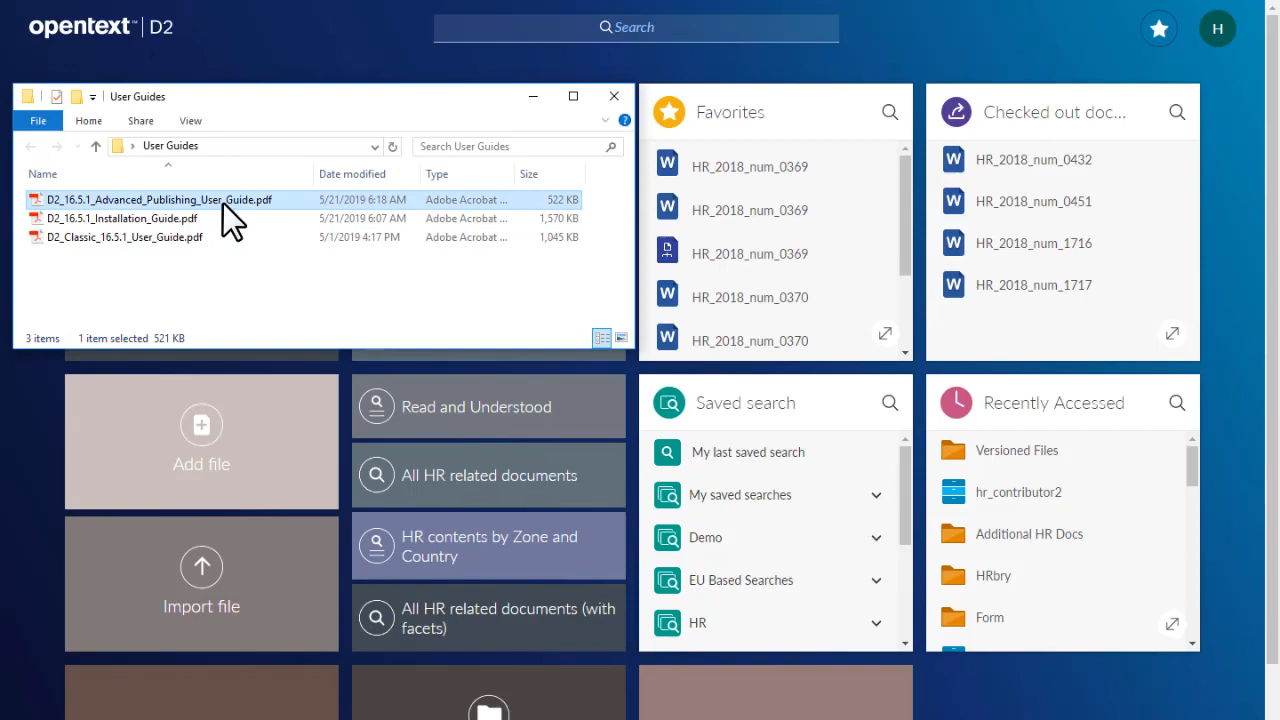 opentext™ | D2
Search
H
User Guides
File Home Share View
User Guides
Search User Guides
Name Date modified Type Size
D2_16.5.1_Advanced_Publishing_User_Guide.pdf 5/21/2019 6:18 AM Adobe Acrobat ... 522 KB
D2_16.5.1_Installation_Guide.pdf 5/21/2019 6:07 AM Adobe Acrobat ... 1,570 KB
D2_Classic_16.5.1_User_Guide.pdf 5/1/2019 4:17 PM Adobe Acrobat ... 1,045 KB
3 items 1 item selected 521 KB
Favorites
HR_2018_num_0369
HR_2018_num_0369
HR_2018_num_0369
HR_2018_num_0370
HR_2018_num_0370
Checked out doc...
HR_2018_num_0432
HR_2018_num_0451
HR_2018_num_1716
HR_2018_num_1717
Add file
Import file
Read and Understood
All HR related documents
HR contents by Zone and
Country
All HR related documents (with
facets)
Saved search
My last saved search
My saved searches
Demo
EU Based Searches
HR
Recently Accessed
Versioned Files
hr_contributor2
Additional HR Docs
HRbry
Form